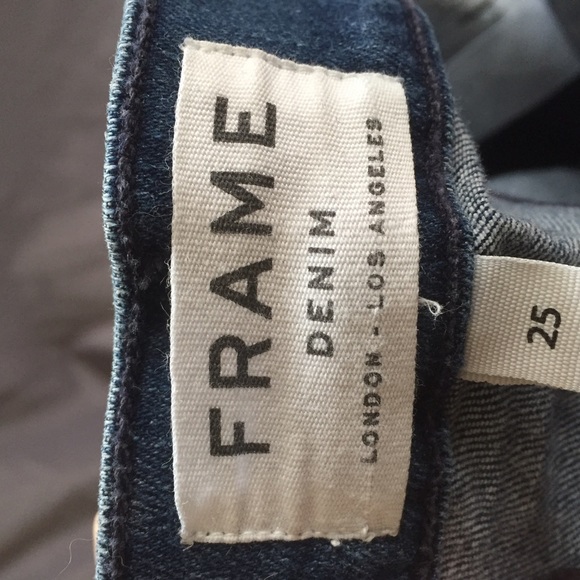 FRAME
DENIM
LONDON - LOS ANGELES
25